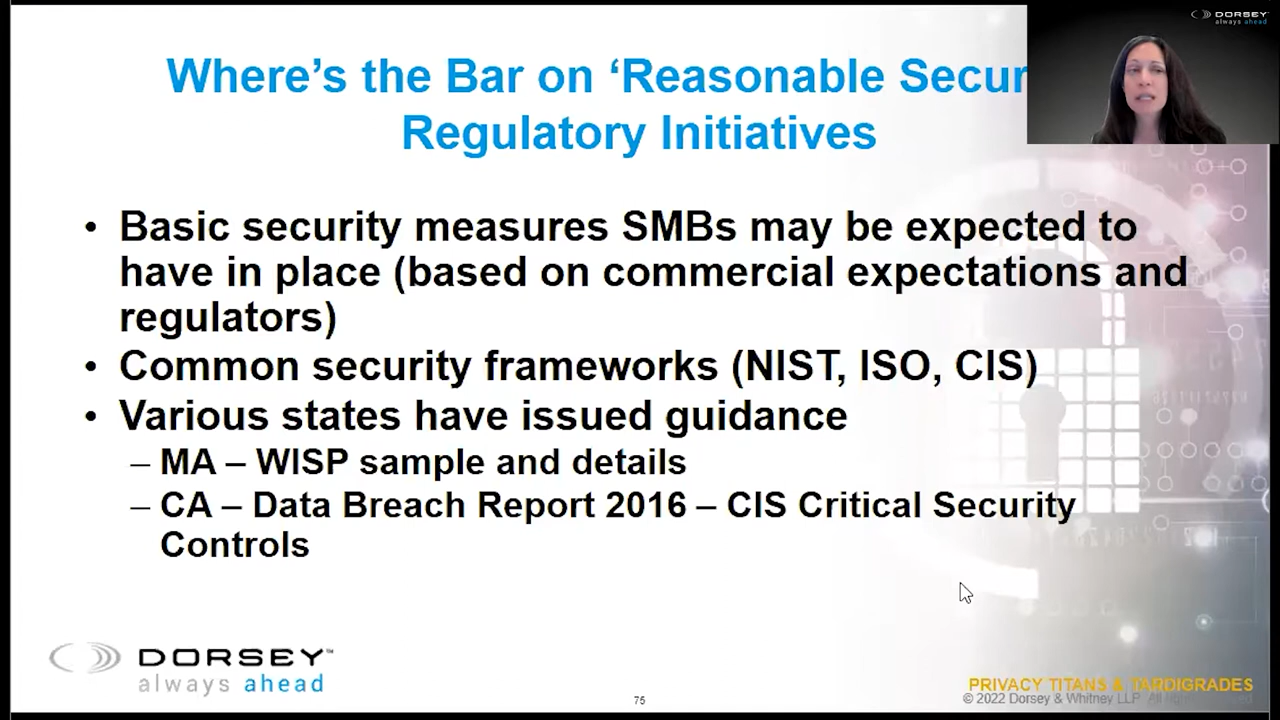 Where's the Bar on ‘Reasonable Secur
Regulatory Initiatives
DORSEY™
always ahead
• Basic security measures SMBs may be expected to
have in place (based on commercial expectations and
regulators)
• Common security frameworks (NIST, ISO, CIS)
• Various states have issued guidance
– MA – WISP sample and details
– CA – Data Breach Report 2016 – CIS Critical Security
Controls
DORSEY™
always ahead
75
PRIVACY TITANS & TARDIGRADES
© 2022 Dorsey & Whitney LLP. All